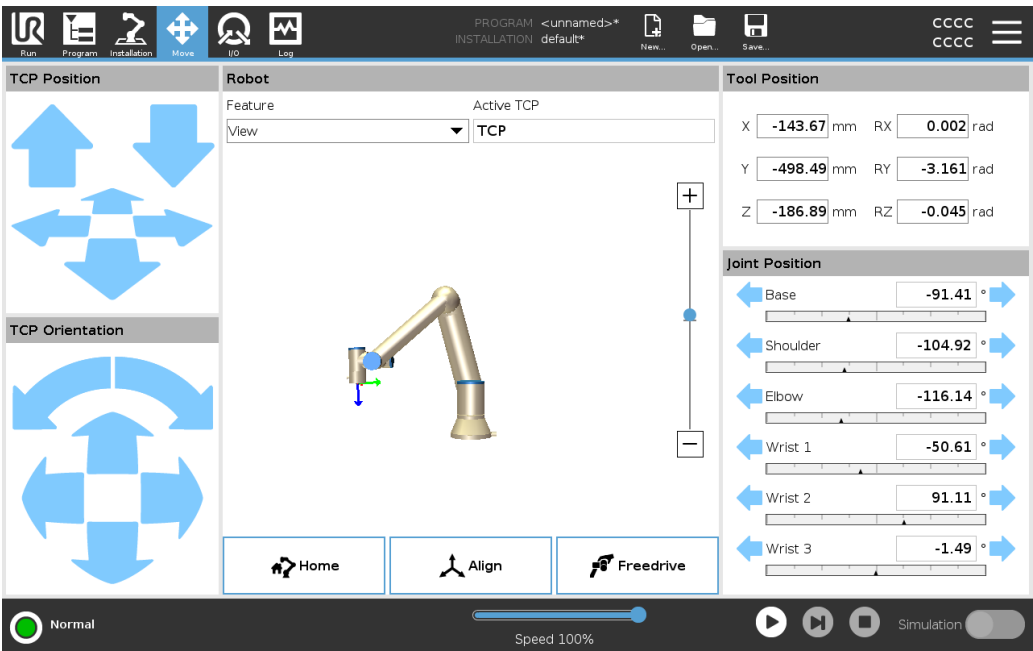 UR
Run
Program
Installation
Move
I/O
Log
PROGRAM <unnamed>*
INSTALLATION default*
New...
Open...
Save...
CCCC
CCCC
TCP Position
TCP Orientation
Robot
Feature
Active TCP
View
TCP
Home
Align
Freedrive
Tool Position
X -143.67 mm RX 0.002 rad
Y -498.49 mm RY -3.161 rad
Z -186.89 mm RZ -0.045 rad
Joint Position
Base -91.41 °
Shoulder -104.92 °
Elbow -116.14 °
Wrist 1 -50.61 °
Wrist 2 91.11 °
Wrist 3 -1.49 °
Normal
Speed 100%
Simulation